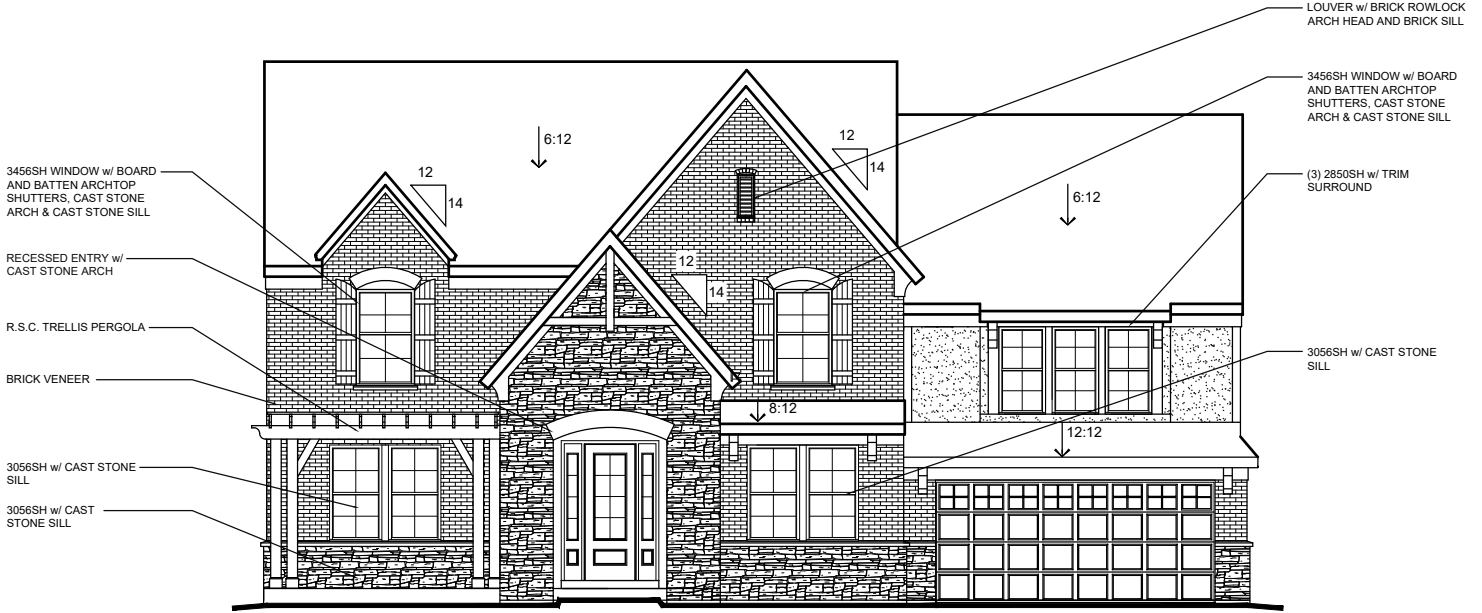 3456SH WINDOW w/ BOARD
AND BATTEN ARCHTOP
SHUTTERS, CAST STONE
ARCH & CAST STONE SILL
RECESSED ENTRY w/
CAST STONE ARCH
R.S.C. TRELLIS PERGOLA
BRICK VENEER
3056SH w/ CAST STONE
SILL
3056SH w/ CAST
STONE SILL
12
14
6:12
12
14
12
14
8:12
6:12
12:12
LOUVER w/ BRICK ROWLOCK
ARCH HEAD AND BRICK SILL
3456SH WINDOW w/ BOARD
AND BATTEN ARCHTOP
SHUTTERS, CAST STONE
ARCH & CAST STONE SILL
(3) 2850SH w/ TRIM
SURROUND
3056SH w/ CAST STONE
SILL